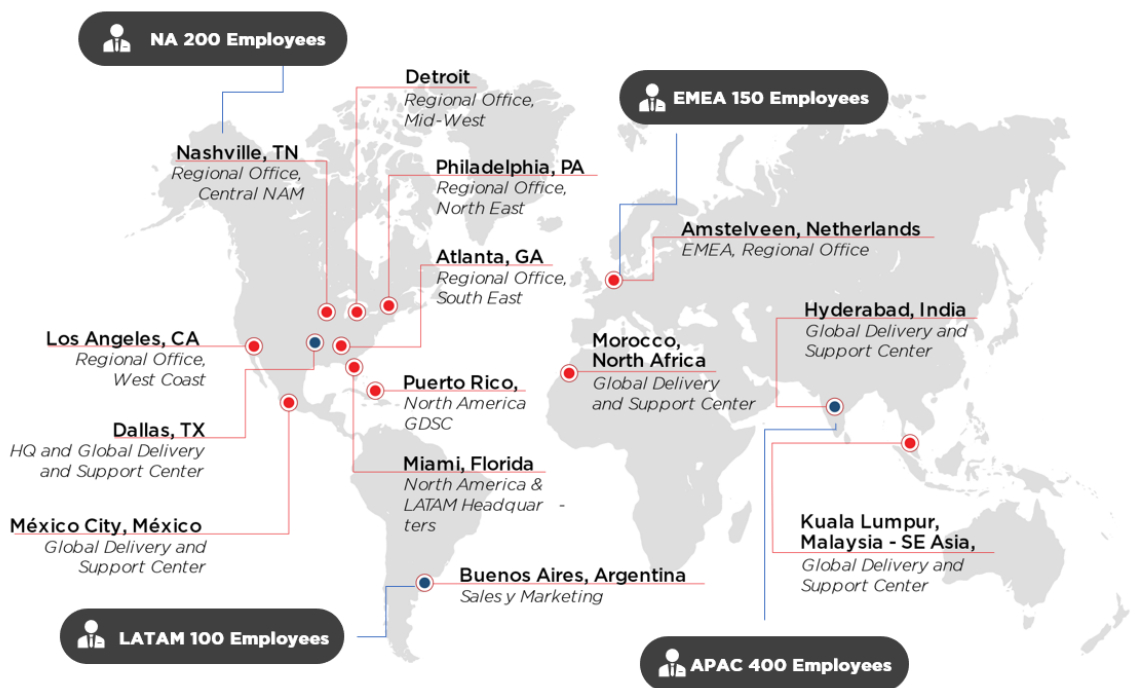 NA 200 Employees
Detroit
Regional Office,
Mid-West
EMEA 150 Employees
Nashville, TN
Regional Office,
Central NAM
Philadelphia, PA
Regional Office,
North East
Amstelveen, Netherlands
EMEA, Regional Office
Atlanta, GA
Regional Office,
South East
Hyderabad, India
Global Delivery and
Support Center
Los Angeles, CA
Regional Office,
West Coast
Morocco,
North Africa
Global Delivery
and Support Center
Puerto Rico,
North America
GDSC
Dallas, TX
HQ and Global Delivery
and Support Center
Miami, Florida
North America &
LATAM Headquar -
ters
México City, México
Global Delivery and
Support Center
Kuala Lumpur,
Malaysia - SE Asia,
Global Delivery and
Support Center
Buenos Aires, Argentina
Sales y Marketing
LATAM 100 Employees
APAC 400 Employees